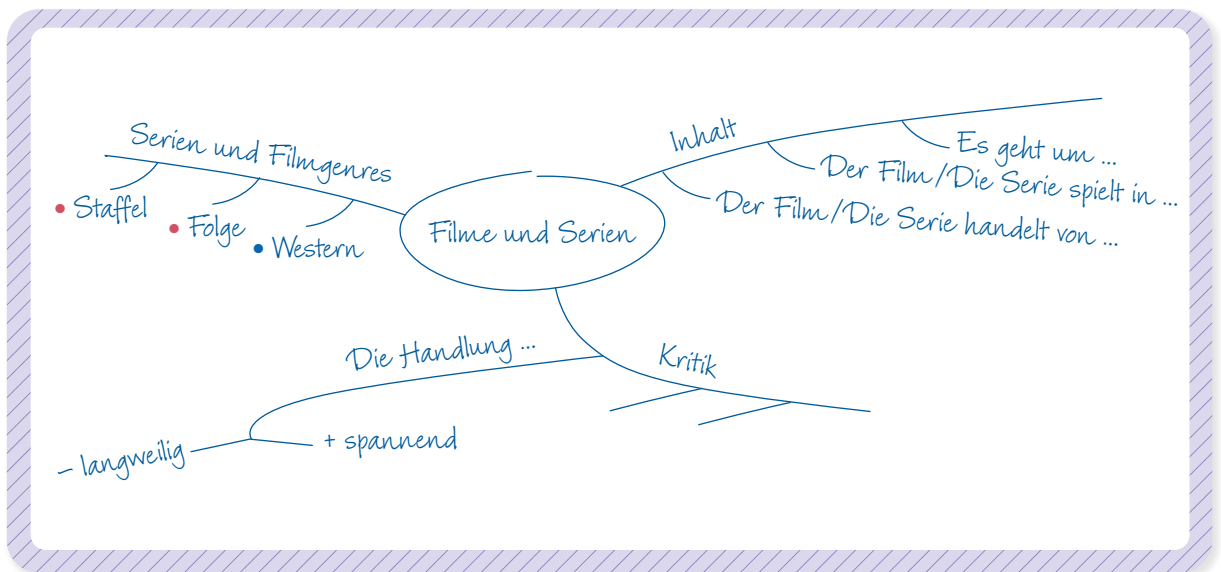 Serien und Filmgenres
• Staffel
• Folge
• Western
Filme und Serien
Inhalt
Es geht um ...
Der Film/Die Serie spielt in ...
Der Film/Die Serie handelt von ...
Die Handlung ...
– langweilig
+ spannend
Kritik